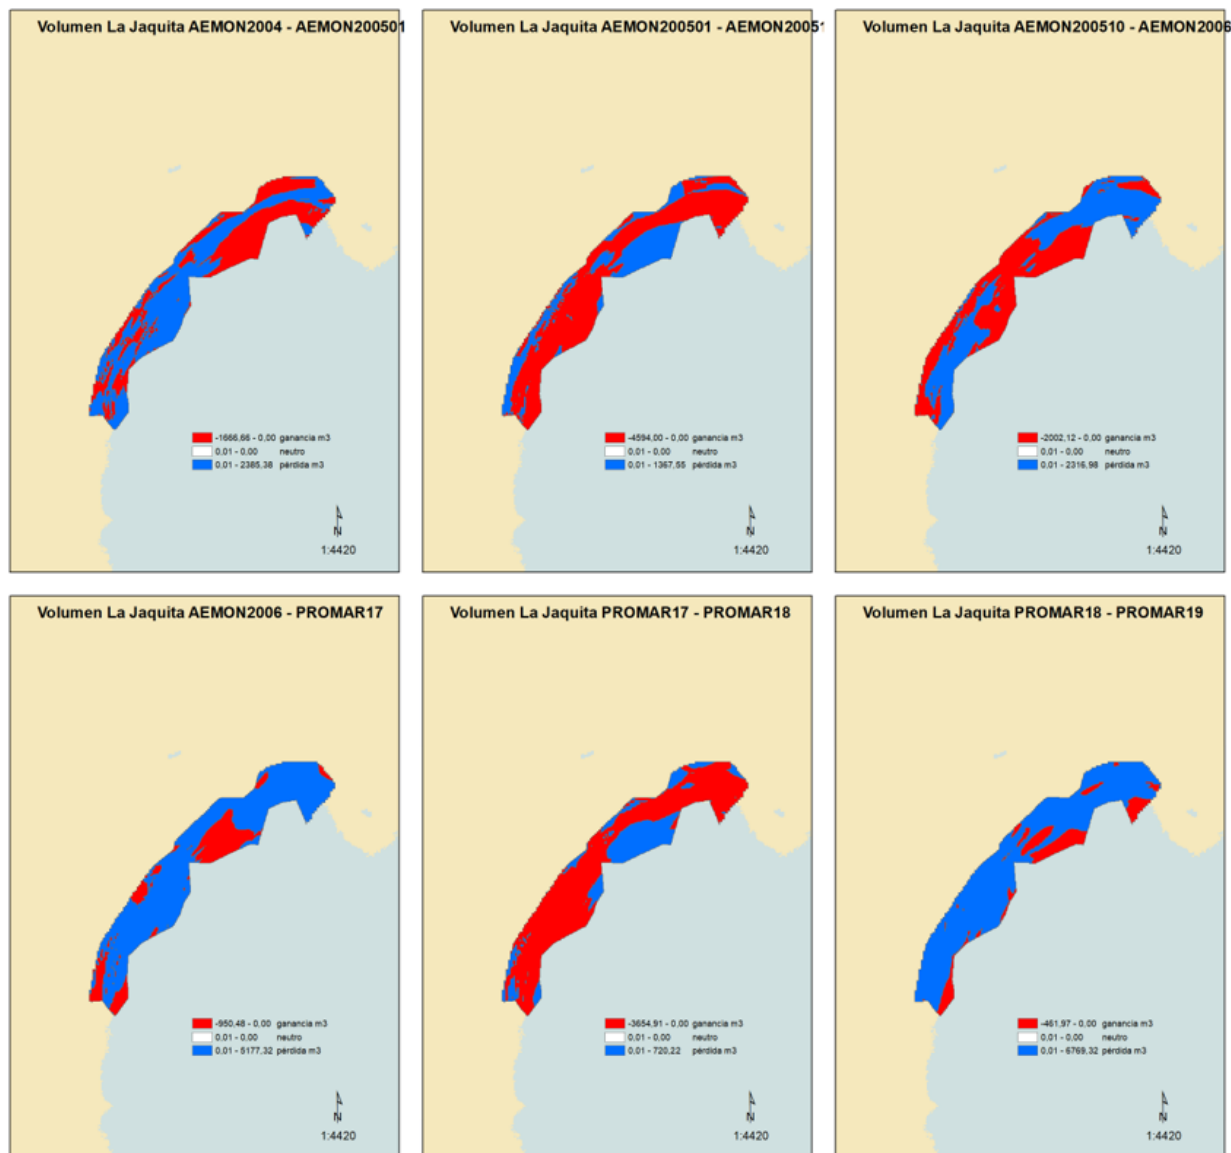 Volumen La Jaquita AEMON2004 - AEMON200501
-1666,66 - 0,00 ganancia m3
0,01 - 0,00 neutro
0,01 - 2385,38 pérdida m3
N
1:4420
Volumen La Jaquita AEMON200501 - AEMON20051
-4594,00 - 0,00 ganancia m3
0,01 - 0,00 neutro
0,01 - 1367,55 pérdida m3
N
1:4420
Volumen La Jaquita AEMON200510 - AEMON2006
-2002,12 - 0,00 ganancia m3
0,01 - 0,00 neutro
0,01 - 2316,98 pérdida m3
N
1:4420
Volumen La Jaquita AEMON2006 - PROMAR17
-950,48 - 0,00 ganancia m3
0,01 - 0,00 neutro
0,01 - 5177,32 pérdida m3
N
1:4420
Volumen La Jaquita PROMAR17 - PROMAR18
-3654,91 - 0,00 ganancia m3
0,01 - 0,00 neutro
0,01 - 720,22 pérdida m3
N
1:4420
Volumen La Jaquita PROMAR18 - PROMAR19
-461,97 - 0,00 ganancia m3
0,01 - 0,00 neutro
0,01 - 6769,32 pérdida m3
N
1:4420